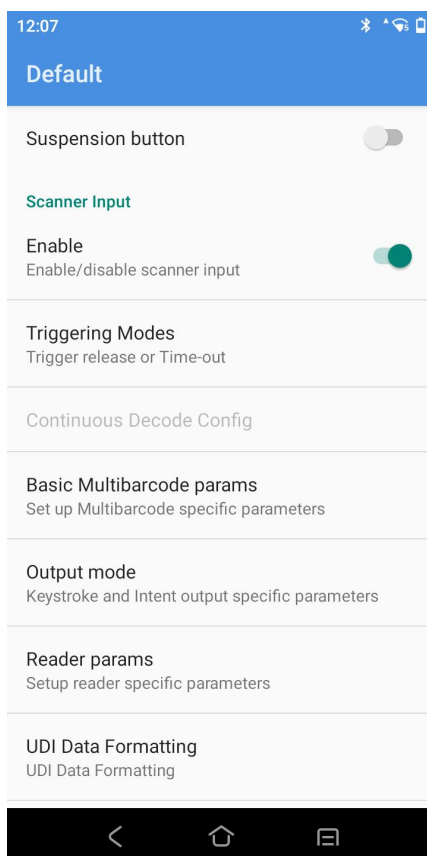 12:07
Default
Suspension button
Scanner Input
Enable
Enable/disable scanner input
Triggering Modes
Trigger release or Time-out
Continuous Decode Config
Basic Multibarcode params
Set up Multibarcode specific parameters
Output mode
Keystroke and Intent output specific parameters
Reader params
Setup reader specific parameters
UDI Data Formatting
UDI Data Formatting